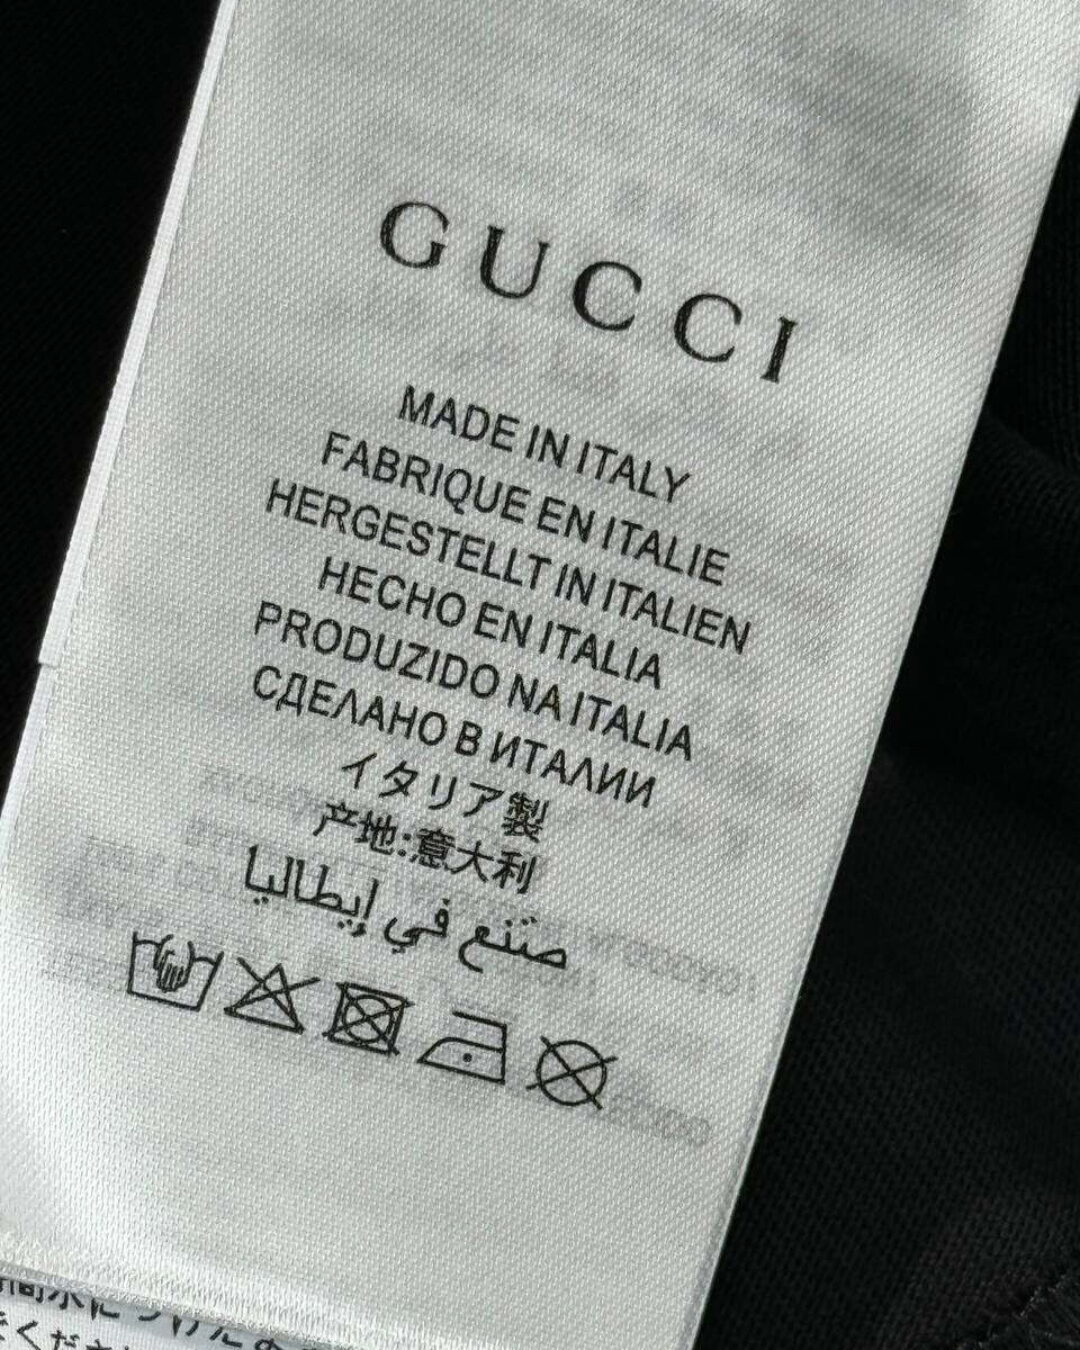 GUCCI
MADE IN ITALY
FABRIQUE EN ITALIE
HERGESTELLT IN ITALIEN
HECHO EN ITALIA
PRODUZIDO NA ITALIA
СДЕЛАНО В ИТАЛИИ
イタリア製
产地:意大利
صتنع في إيطاليا